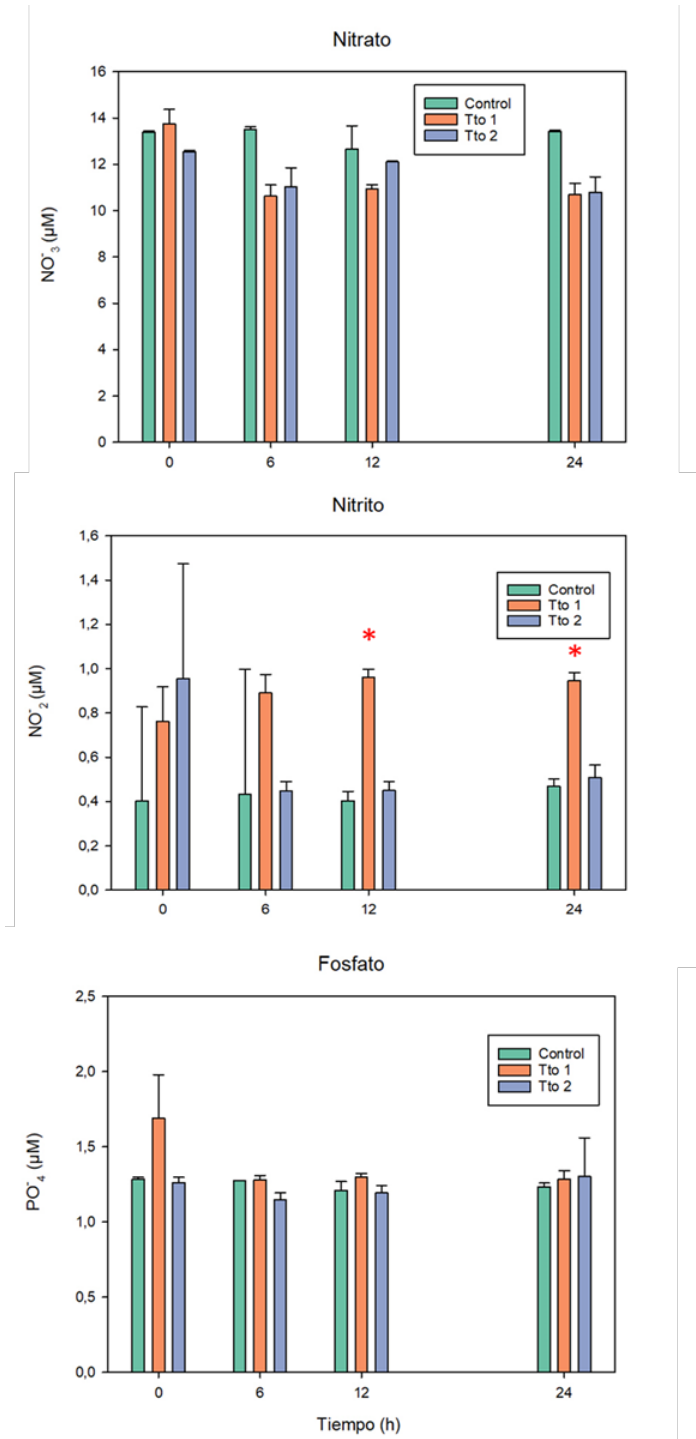 Nitrato
16
14
12
10
8
6
4
2
0
NO⁻₃ (µM)
Control
Tto 1
Tto 2
0 6 12 24
Nitrito
1,6
1,4
1,2
1,0
0,8
0,6
0,4
0,2
0,0
NO⁻₂ (µM)
Control
Tto 1
Tto 2
*
*
0 6 12 24
Fosfato
2,5
2,0
1,5
1,0
0,5
0,0
PO⁻₄ (µM)
Control
Tto 1
Tto 2
0 6 12 24
Tiempo (h)